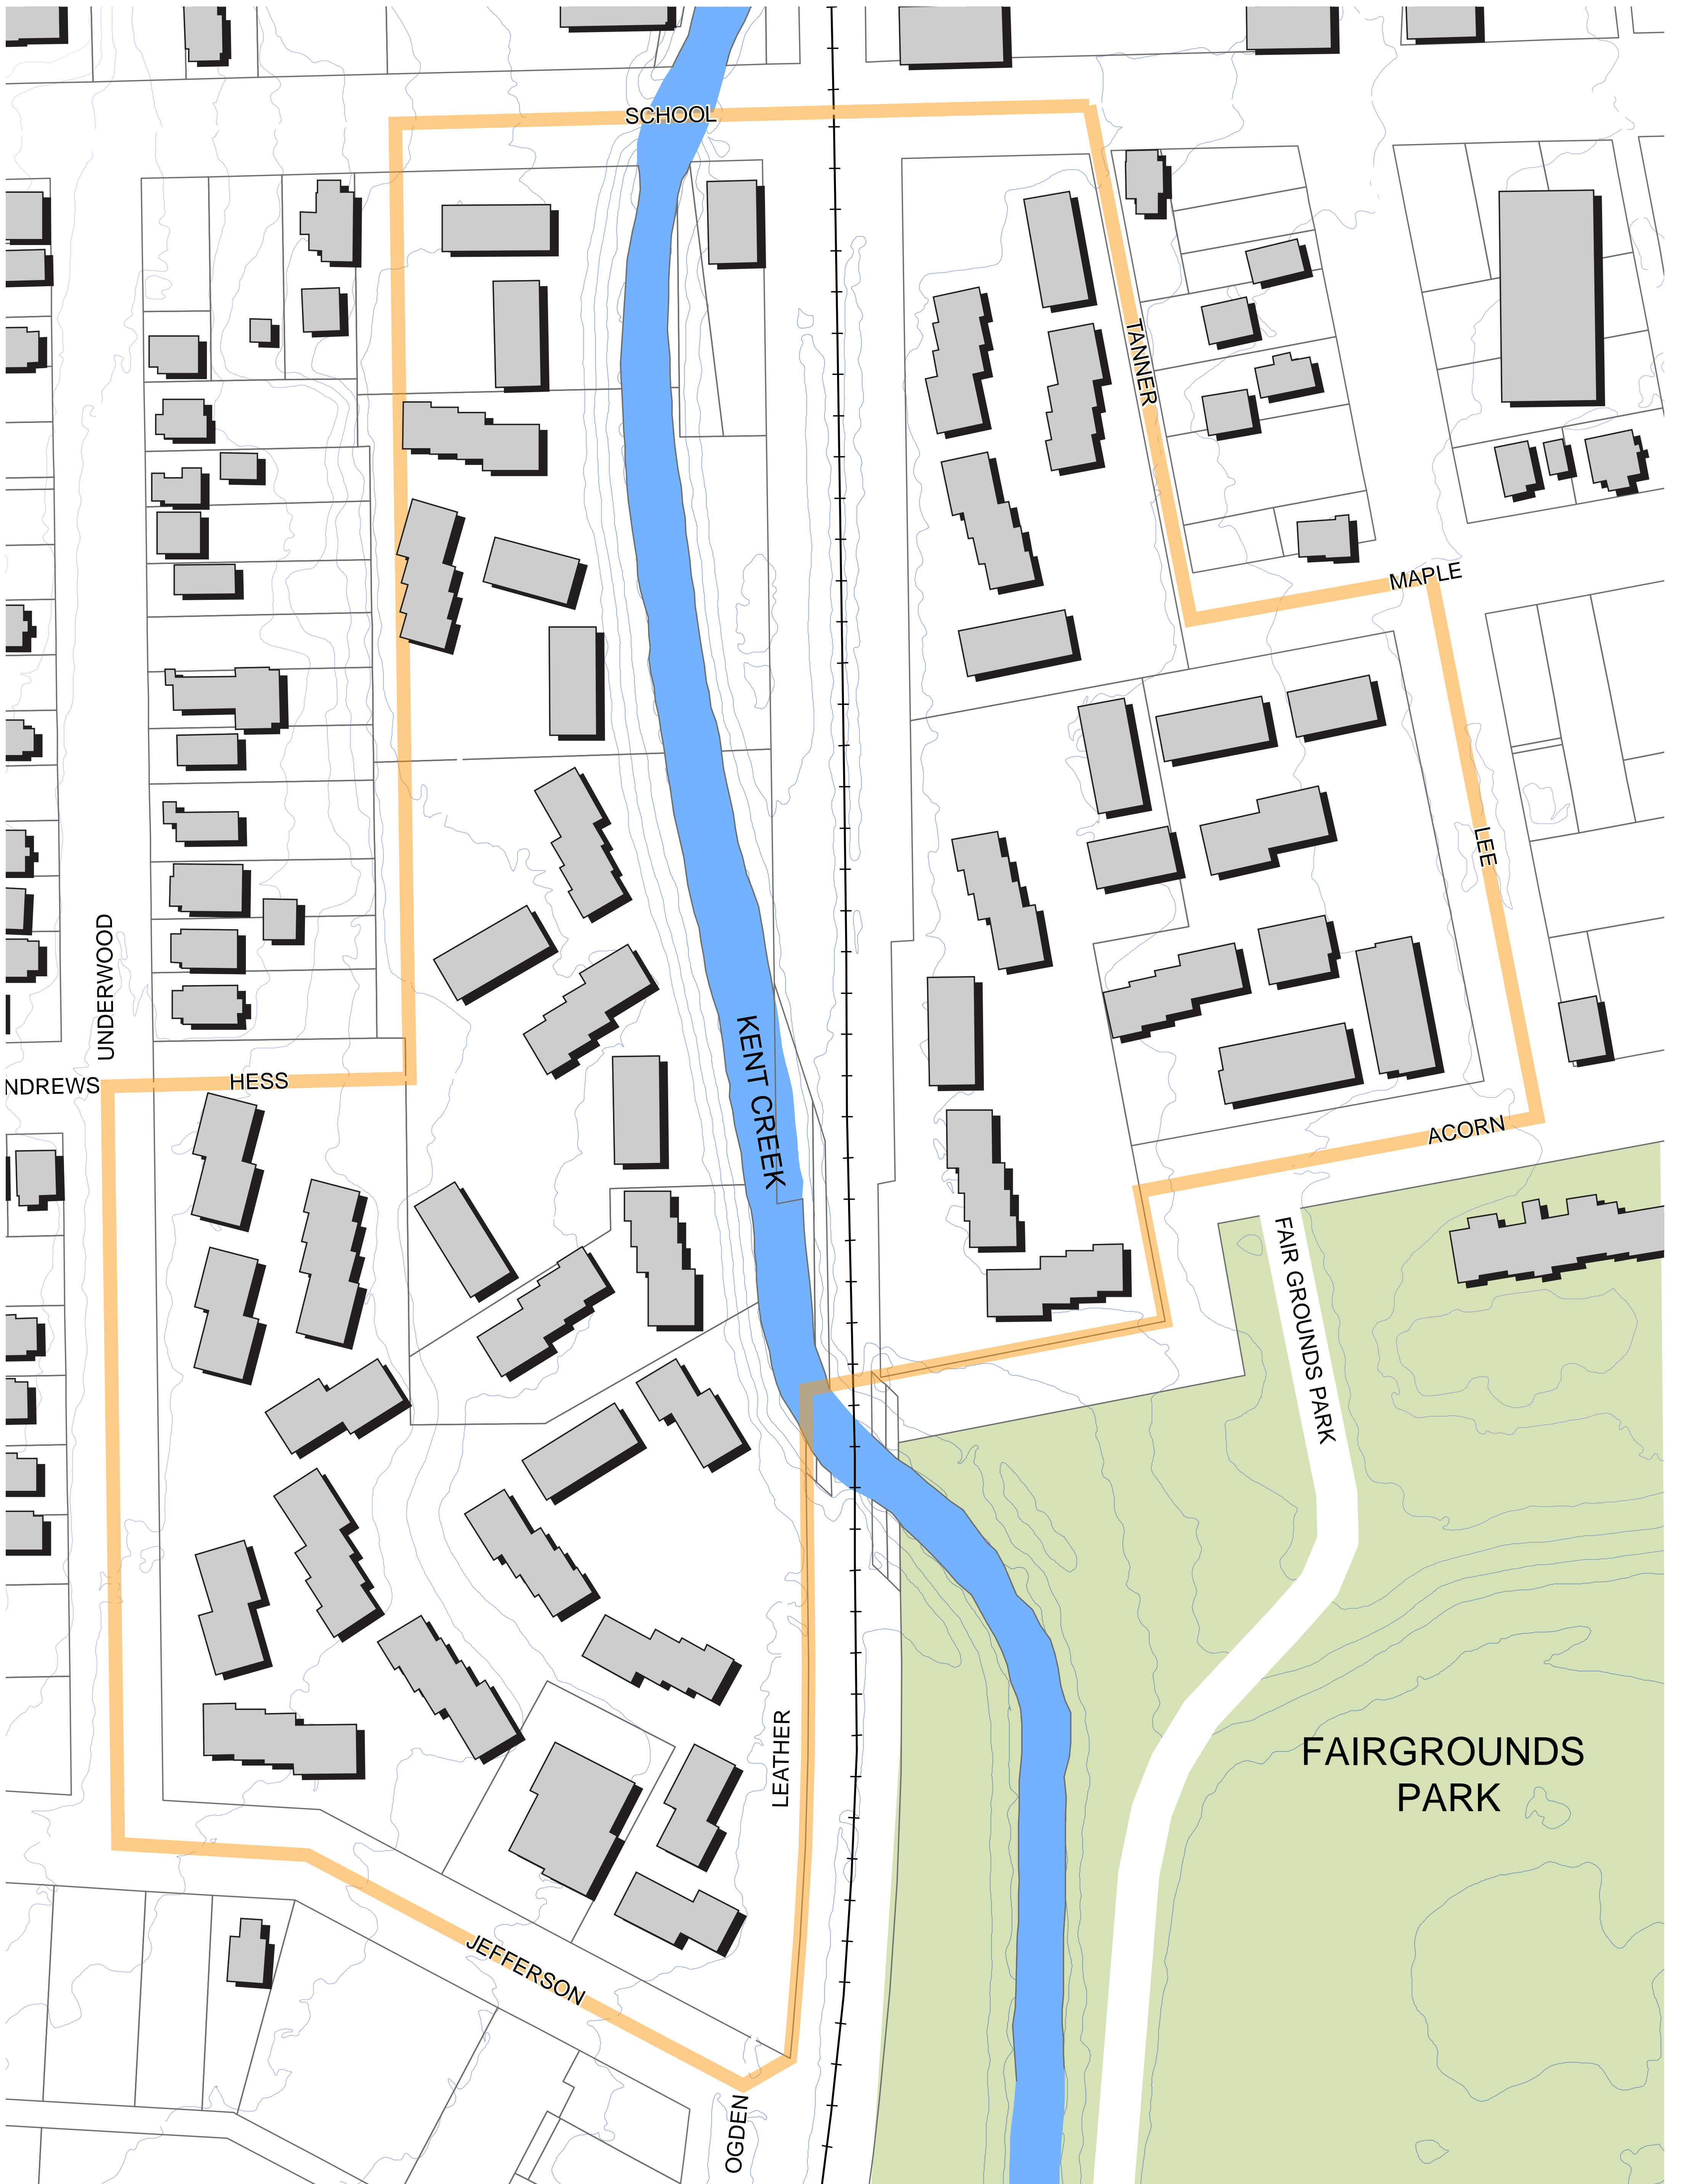 SCHOOL
TANNER
MAPLE
LEE
UNDERWOOD
KENT CREEK
NDREWS
HESS
ACORN
FAIR GROUNDS PARK
LEATHER
FAIRGROUNDS
PARK
JEFFERSON
OGDEN